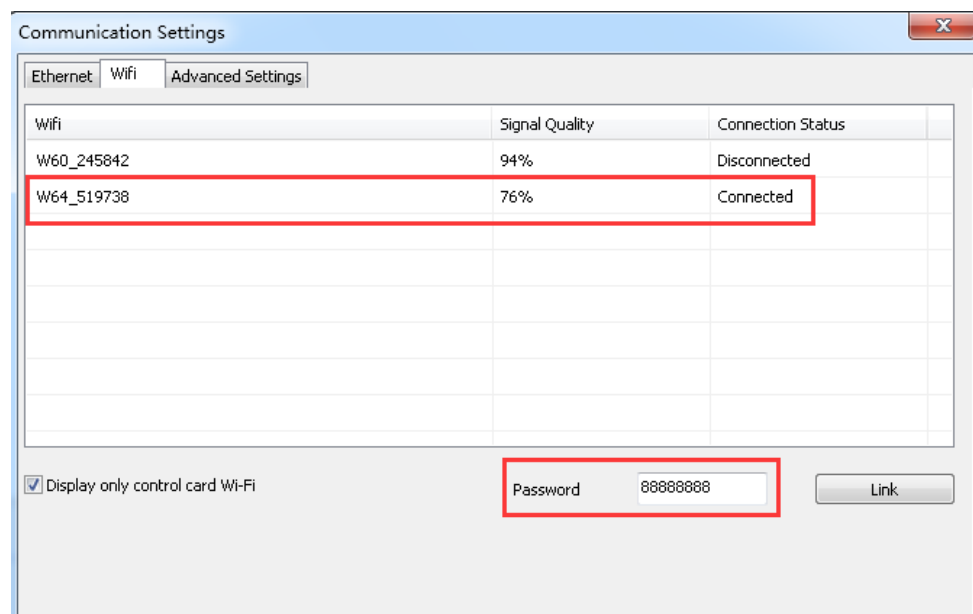 Communication Settings
Ethernet Wifi Advanced Settings
Wifi Signal Quality Connection Status
W60_245842 94% Disconnected
W64_519738 76% Connected
Display only control card Wi-Fi Password 88888888 Link